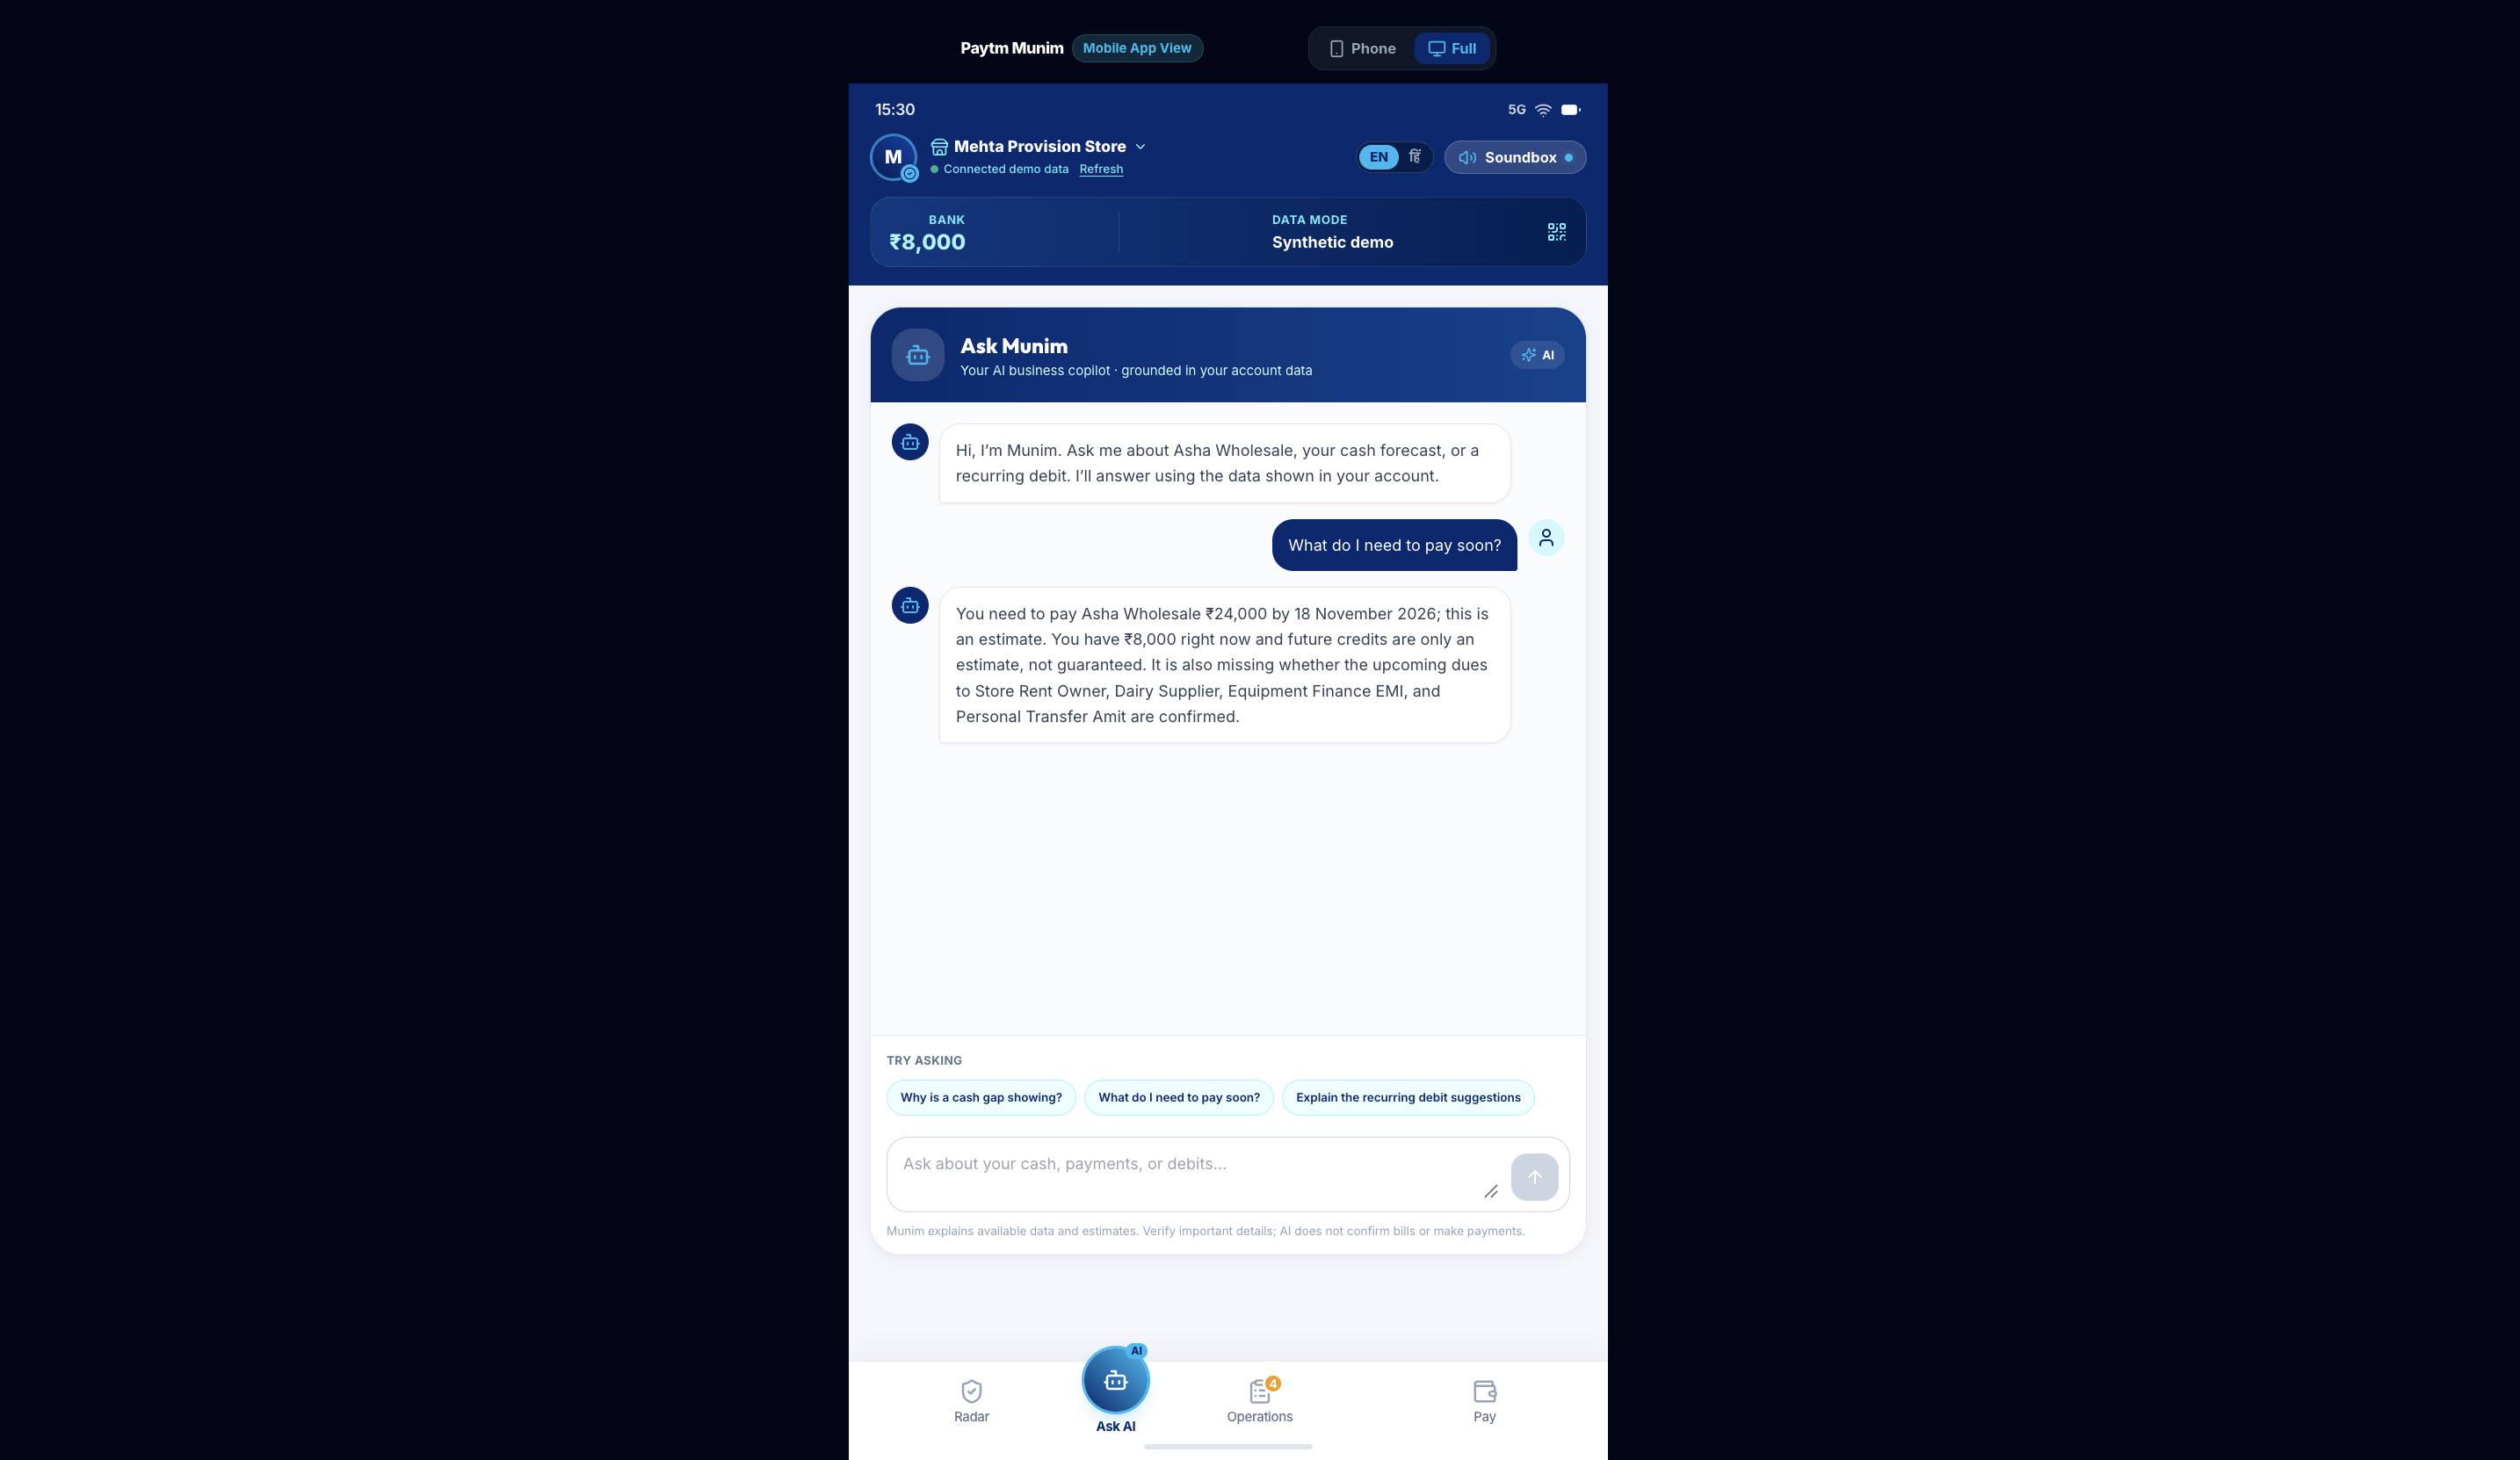 Paytm Munim Mobile App View Phone Full
15:30 5G
M Mehta Provision Store EN हिं Soundbox
Connected demo data Refresh
BANK DATA MODE
₹8,000 Synthetic demo
Ask Munim
Your AI business copilot · grounded in your account data
AI
Hi, I’m Munim. Ask me about Asha Wholesale, your cash forecast, or a
recurring debit. I’ll answer using the data shown in your account.
What do I need to pay soon?
You need to pay Asha Wholesale ₹24,000 by 18 November 2026; this is
an estimate. You have ₹8,000 right now and future credits are only an
estimate, not guaranteed. It is also missing whether the upcoming dues
to Store Rent Owner, Dairy Supplier, Equipment Finance EMI, and
Personal Transfer Amit are confirmed.
TRY ASKING
Why is a cash gap showing? What do I need to pay soon? Explain the recurring debit suggestions
Ask about your cash, payments, or debits...
Munim explains available data and estimates. Verify important details; AI does not confirm bills or make payments.
AI
4
Radar Ask AI Operations Pay